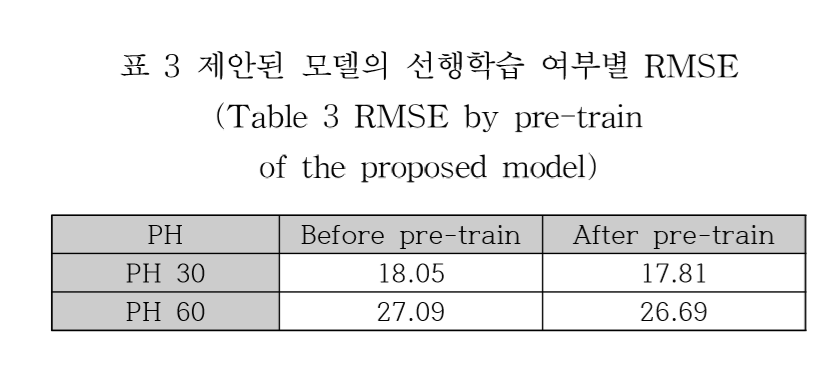 표 3 제안된 모델의 선행학습 여부별 RMSE
(Table 3 RMSE by pre-train
of the proposed model)
PH Before pre-train After pre-train
PH 30 18.05 17.81
PH 60 27.09 26.69